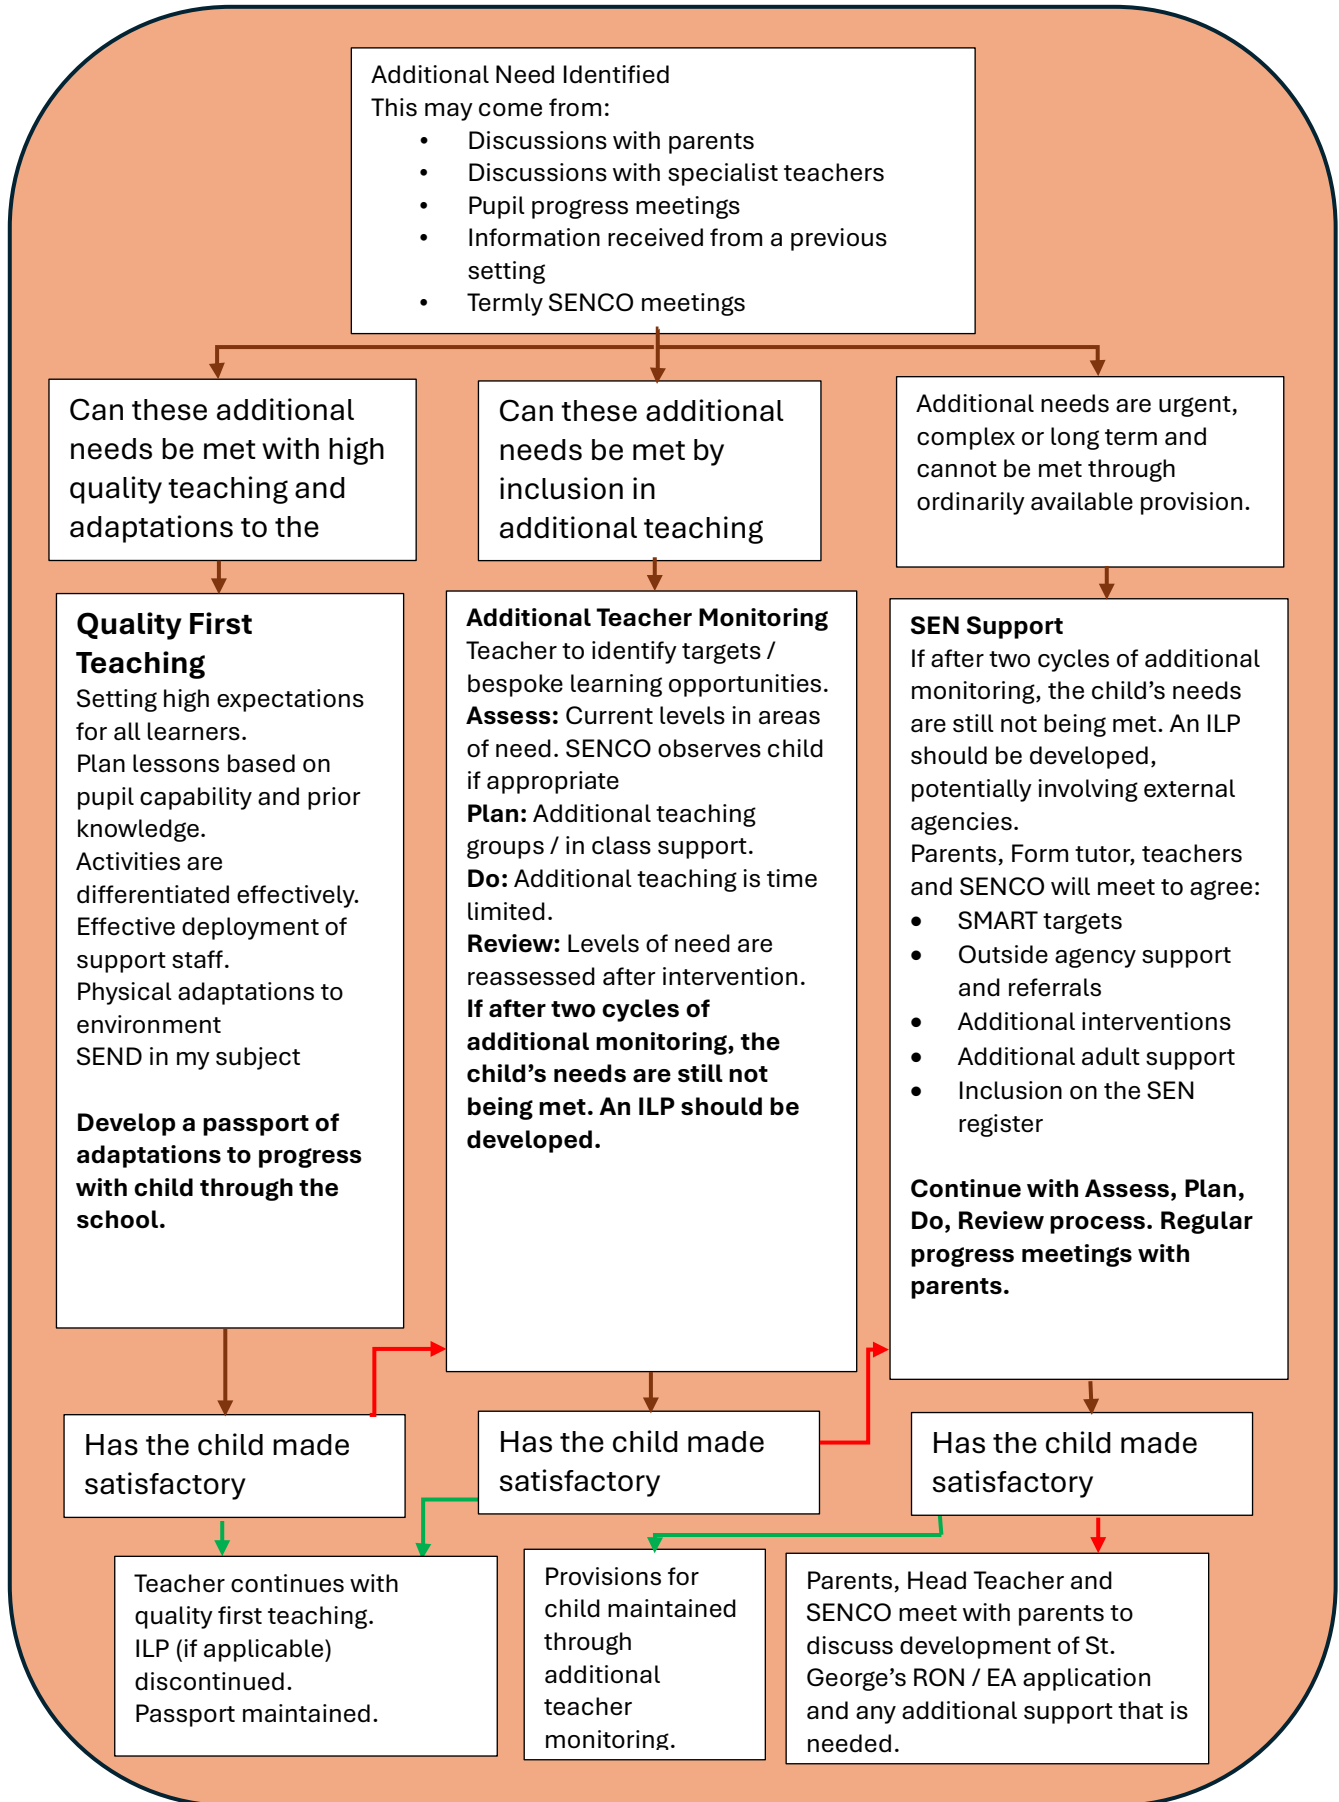 Additional Need Identified
This may come from:
• Discussions with parents
• Discussions with specialist teachers
• Pupil progress meetings
• Information received from a previous
setting
• Termly SENCO meetings
Can these additional
needs be met with high
quality teaching and
adaptations to the
Can these additional
needs be met by
inclusion in
additional teaching
Additional needs are urgent,
complex or long term and
cannot be met through
ordinarily available provision.
Quality First
Teaching
Setting high expectations
for all learners.
Plan lessons based on
pupil capability and prior
knowledge.
Activities are
differentiated effectively.
Effective deployment of
support staff.
Physical adaptations to
environment
SEND in my subject
Develop a passport of
adaptations to progress
with child through the
school.
Additional Teacher Monitoring
Teacher to identify targets /
bespoke learning opportunities.
Assess: Current levels in areas
of need. SENCO observes child
if appropriate
Plan: Additional teaching
groups / in class support.
Do: Additional teaching is time
limited.
Review: Levels of need are
reassessed after intervention.
If after two cycles of
additional monitoring, the
child’s needs are still not
being met. An ILP should be
developed.
SEN Support
If after two cycles of additional
monitoring, the child’s needs
are still not being met. An ILP
should be developed,
potentially involving external
agencies.
Parents, Form tutor, teachers
and SENCO will meet to agree:
• SMART targets
• Outside agency support
and referrals
• Additional interventions
• Additional adult support
• Inclusion on the SEN
register
Continue with Assess, Plan,
Do, Review process. Regular
progress meetings with
parents.
Has the child made
satisfactory
Has the child made
satisfactory
Has the child made
satisfactory
Teacher continues with
quality first teaching.
ILP (if applicable)
discontinued.
Passport maintained.
Provisions for
child maintained
through
additional
teacher
monitoring.
Parents, Head Teacher and
SENCO meet with parents to
discuss development of St.
George’s RON / EA application
and any additional support that is
needed.